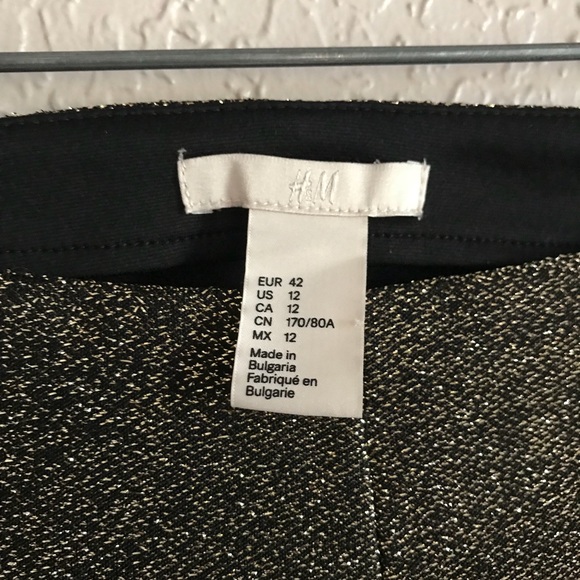 H&M
EUR 42
US 12
CA 12
CN 170/80A
MX 12
Made in
Bulgaria
Fabriqué en
Bulgarie